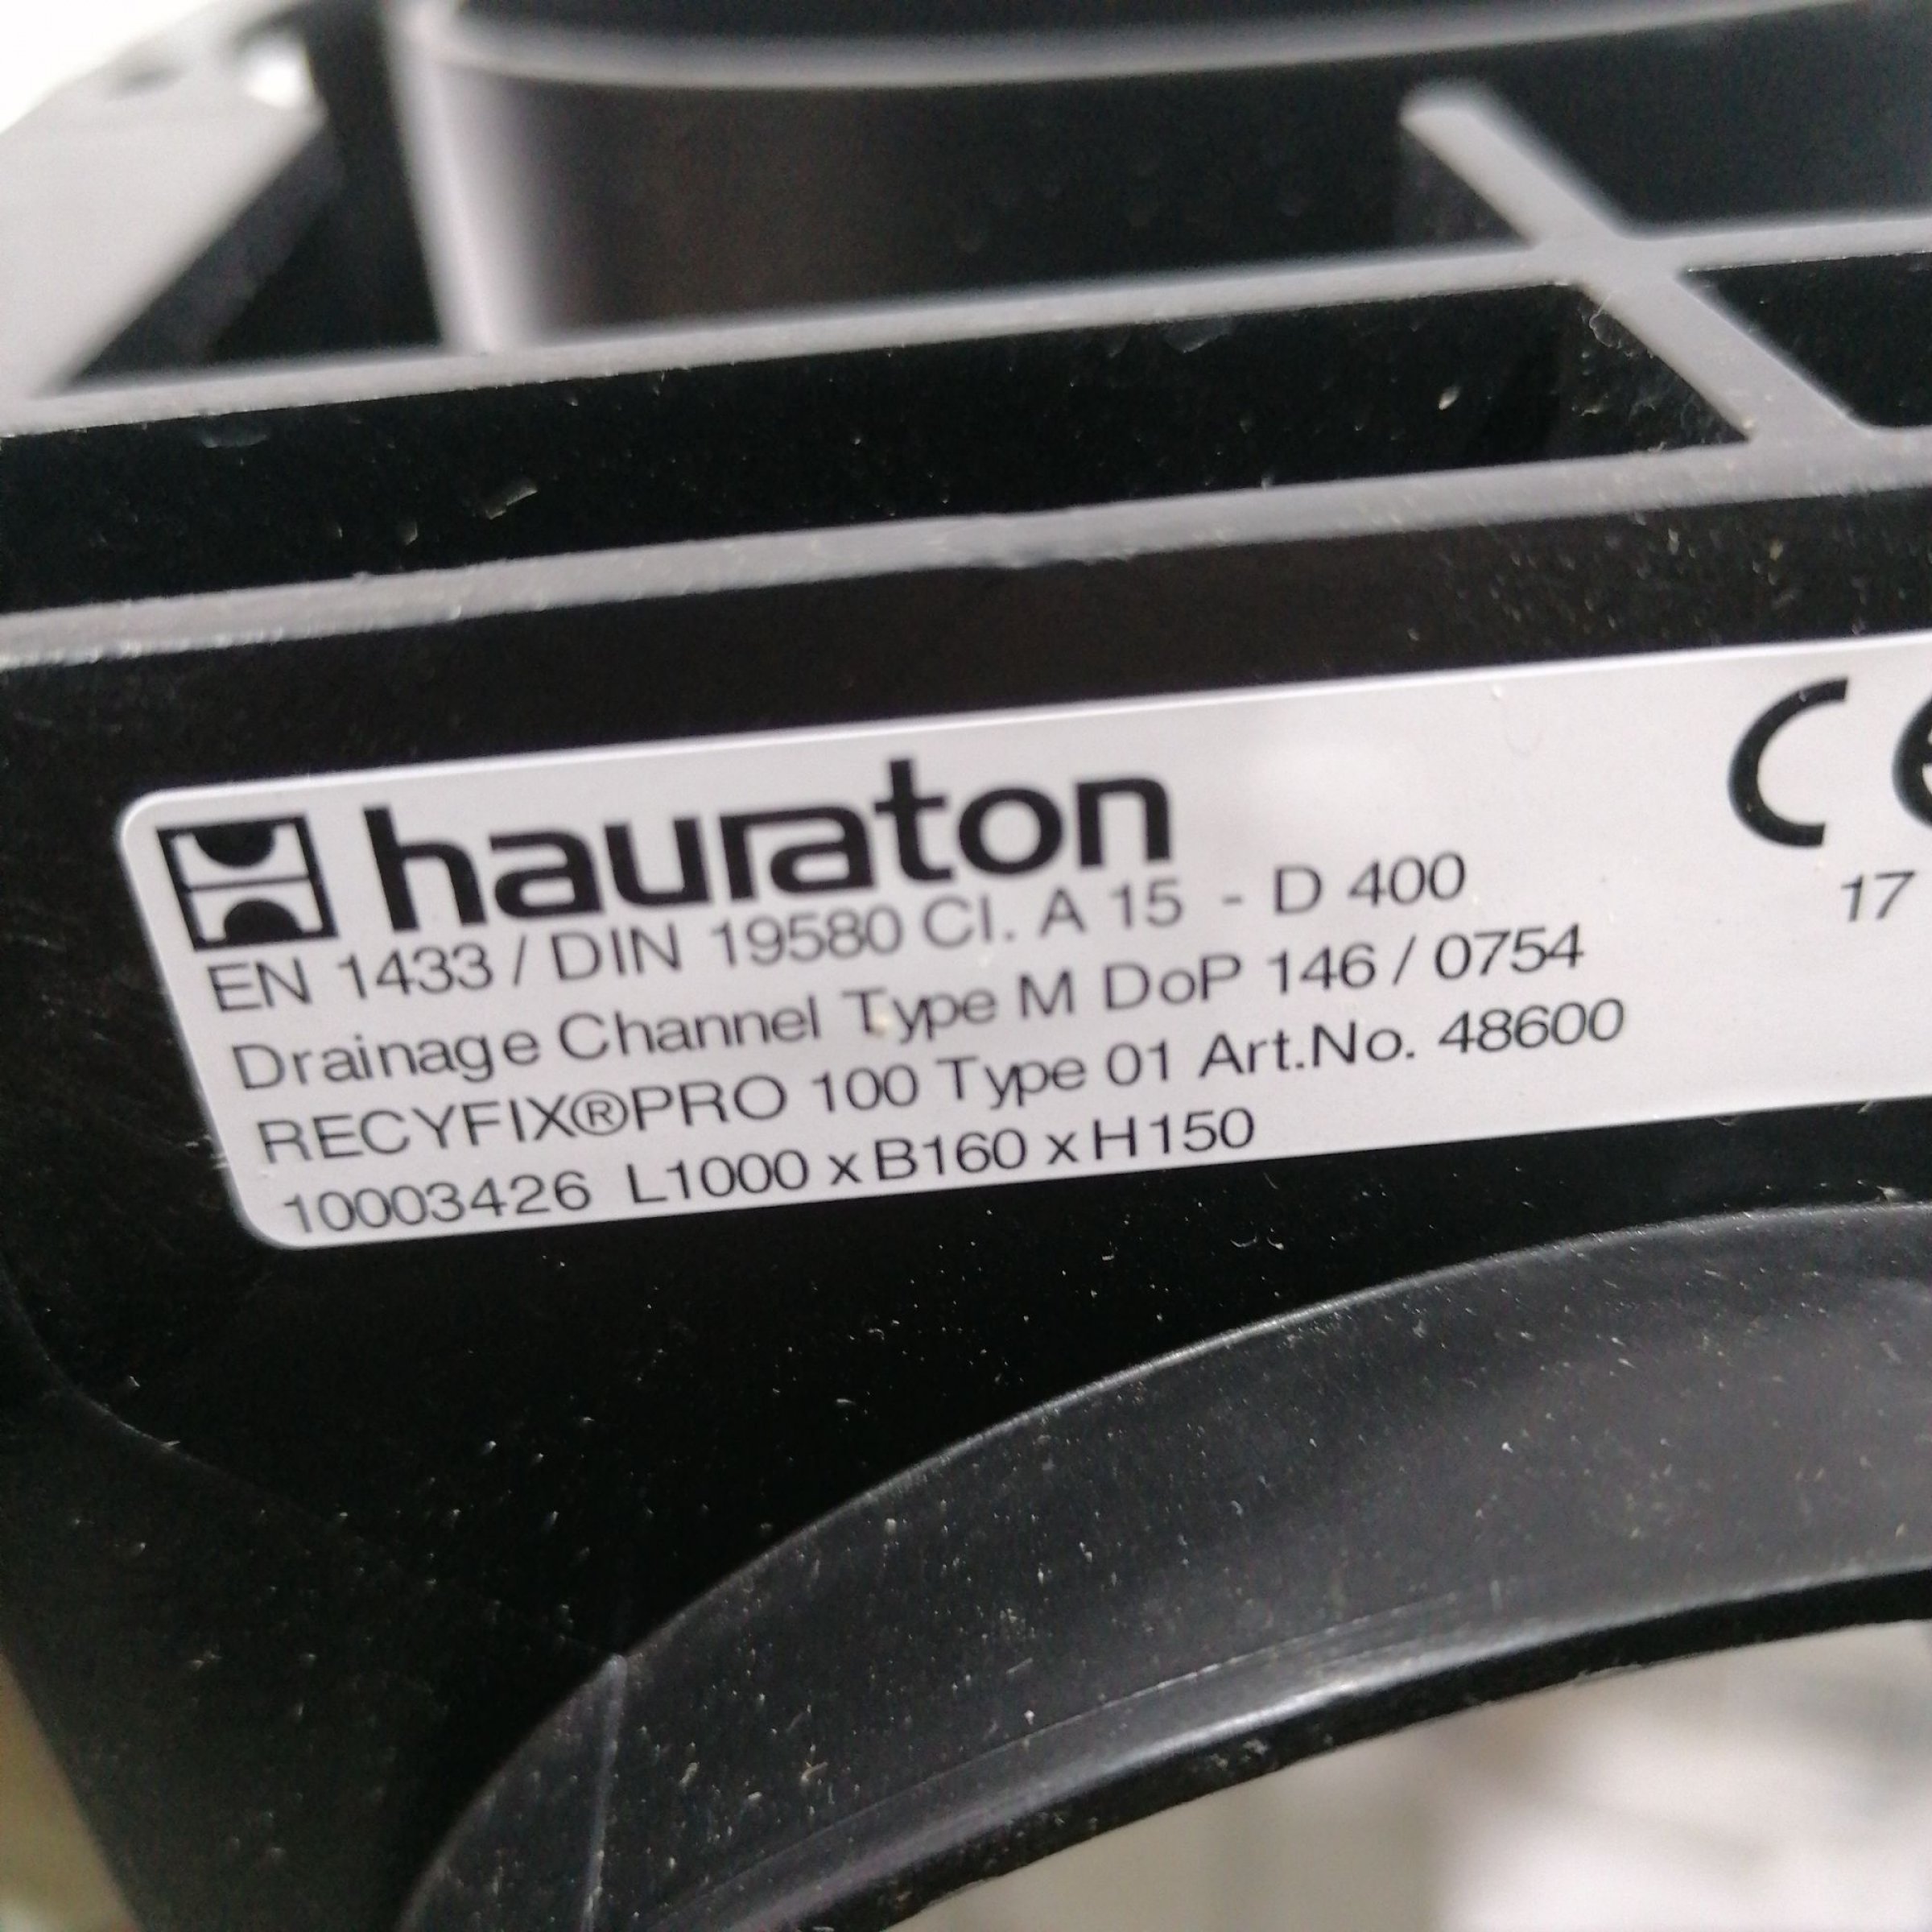 hauraton
EN 1433 / DIN 19580 Cl. A 15 - D 400
Drainage Channel Type M DoP 146 / 0754
RECYFIX®PRO 100 Type 01 Art.No. 48600
10003426 L1000 x B160 x H150
CE
17